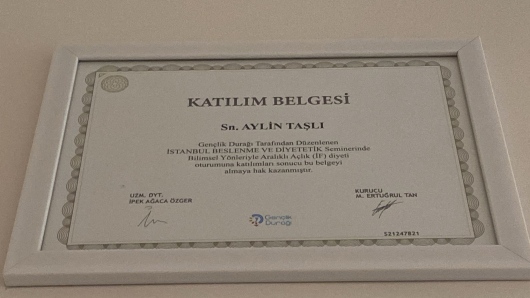 KATILIM BELGESİ
Sn. AYLİN TAŞLI
Gençlik Durağı Tarafından Düzenlenen
İSTANBUL BESLENME VE DİYETETİK Seminerinde
Bilimsel Yönleriyle Aralıklı Açlık (IF) diyeti
oturumuna katılımları sonucu bu belgeyi
almaya hak kazanmıştır.
UZM. DYT.
İPEK AĞACA ÖZGER
KURUCU
M. ERTUĞRUL TAN
Gençlik
Durağı
521247821